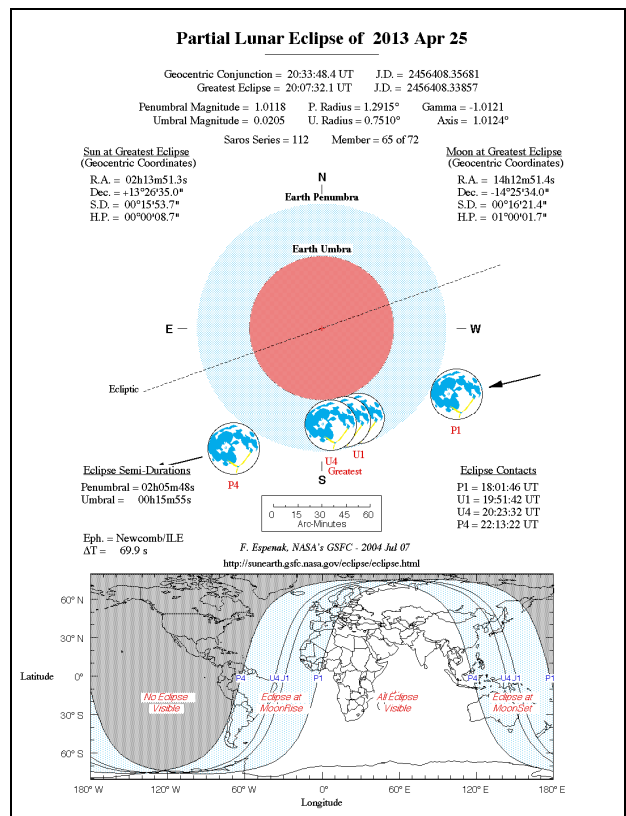 Partial Lunar Eclipse of 2013 Apr 25
Geocentric Conjunction = 20:33:48.4 UT J.D. = 2456408.35681
Greatest Eclipse = 20:07:32.1 UT J.D. = 2456408.33857
Penumbral Magnitude = 1.0118 P. Radius = 1.2915° Gamma = -1.0121
Umbral Magnitude = 0.0205 U. Radius = 0.7510° Axis = 1.0124°
Saros Series = 112 Member = 65 of 72
Sun at Greatest Eclipse
(Geocentric Coordinates)
R.A. = 02h13m51.3s
Dec. = +13°26'35.0"
S.D. = 00°15'53.7"
H.P. = 00°00'08.7"
Moon at Greatest Eclipse
(Geocentric Coordinates)
R.A. = 14h12m51.4s
Dec. = -14°25'34.0"
S.D. = 00°16'21.4"
H.P. = 01°00'01.7"
N
Earth Penumbra
Earth Umbra
E
W
Ecliptic
P1
U1
U4
Greatest
P4
S
Eclipse Semi-Durations
Penumbral = 02h05m48s
Umbral = 00h15m55s
Eclipse Contacts
P1 = 18:01:46 UT
U1 = 19:51:42 UT
U4 = 20:23:32 UT
P4 = 22:13:22 UT
0 15 30 45 60
Arc-Minutes
Eph. = Newcomb/ILE
ΔT = 69.9 s
F. Espenak, NASA's GSFC - 2004 Jul 07
http://sunearth.gsfc.nasa.gov/eclipse/eclipse.html
60° N
30° N
Latitude
0°
30° S
60° S
P4 U4 U1 P1 P4 U4 U1 P1
No Eclipse
Visible
Eclipse at
MoonRise
All Eclipse
Visible
Eclipse at
MoonSet
180° W 120° W 60° W 0° 60° E 120° E 180° E
Longitude